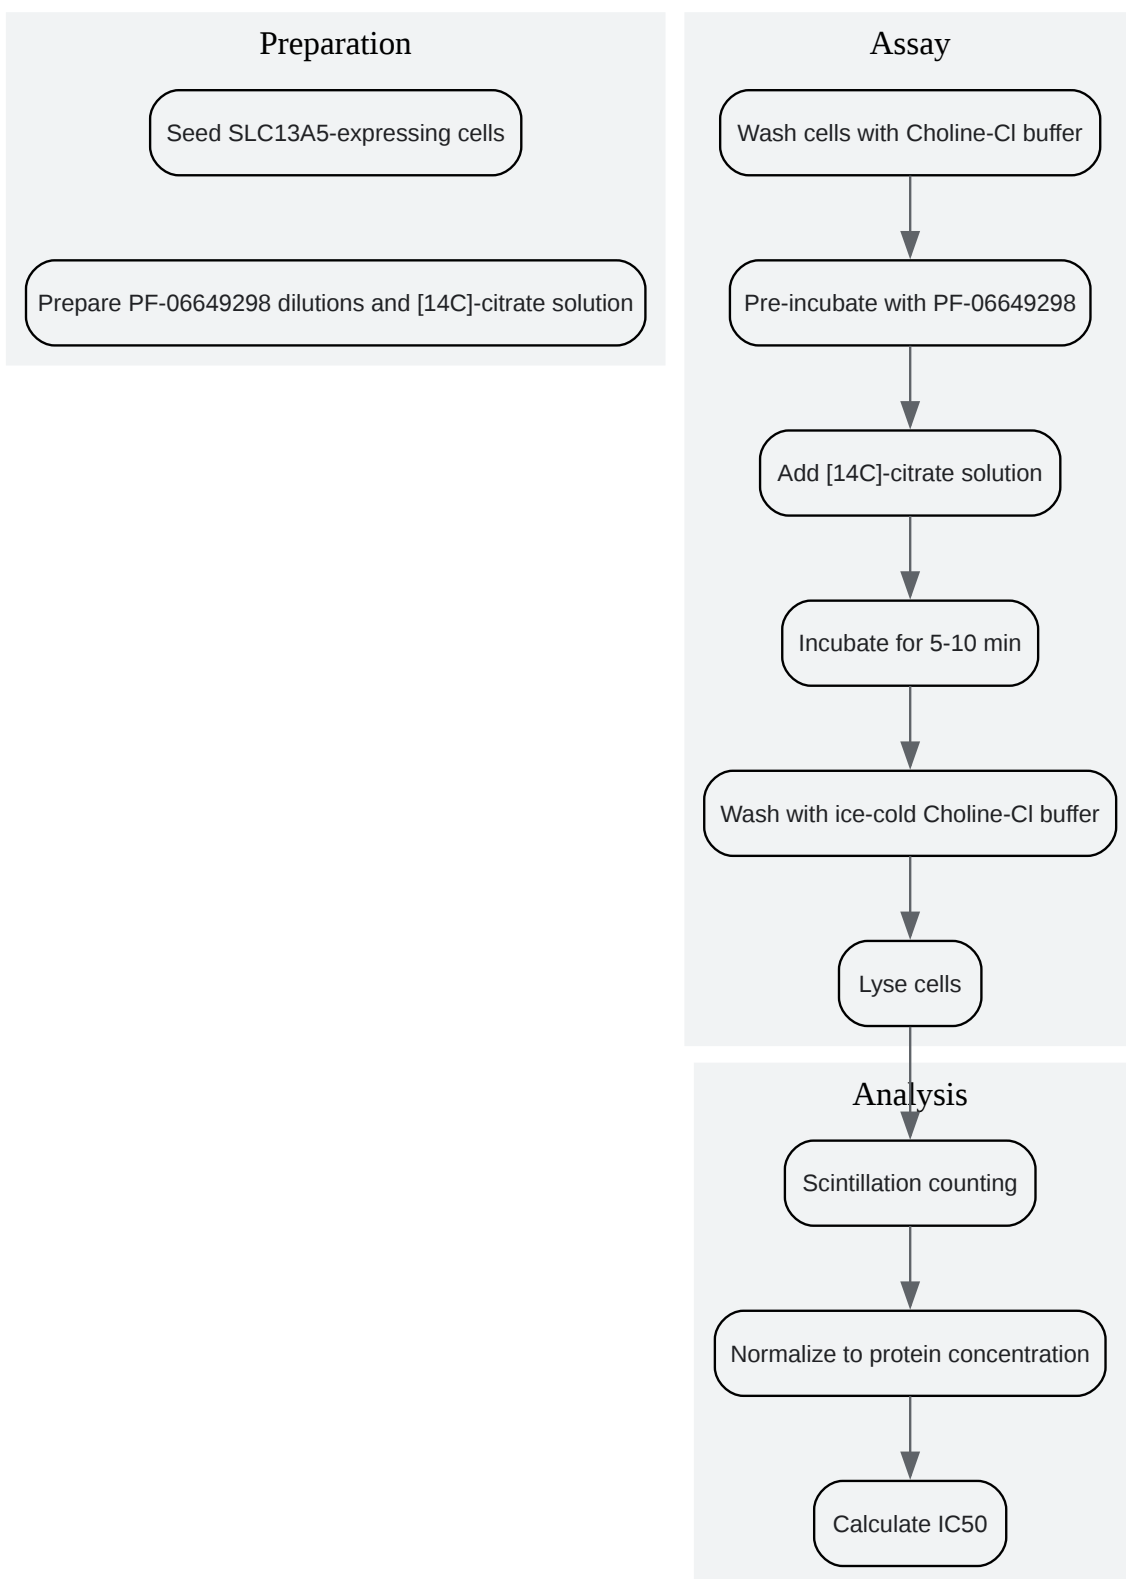 Preparation
Seed SLC13A5-expressing cells
Prepare PF-06649298 dilutions and [14C]-citrate solution
Assay
Wash cells with Choline-Cl buffer
Pre-incubate with PF-06649298
Add [14C]-citrate solution
Incubate for 5-10 min
Wash with ice-cold Choline-Cl buffer
Lyse cells
Analysis
Scintillation counting
Normalize to protein concentration
Calculate IC50